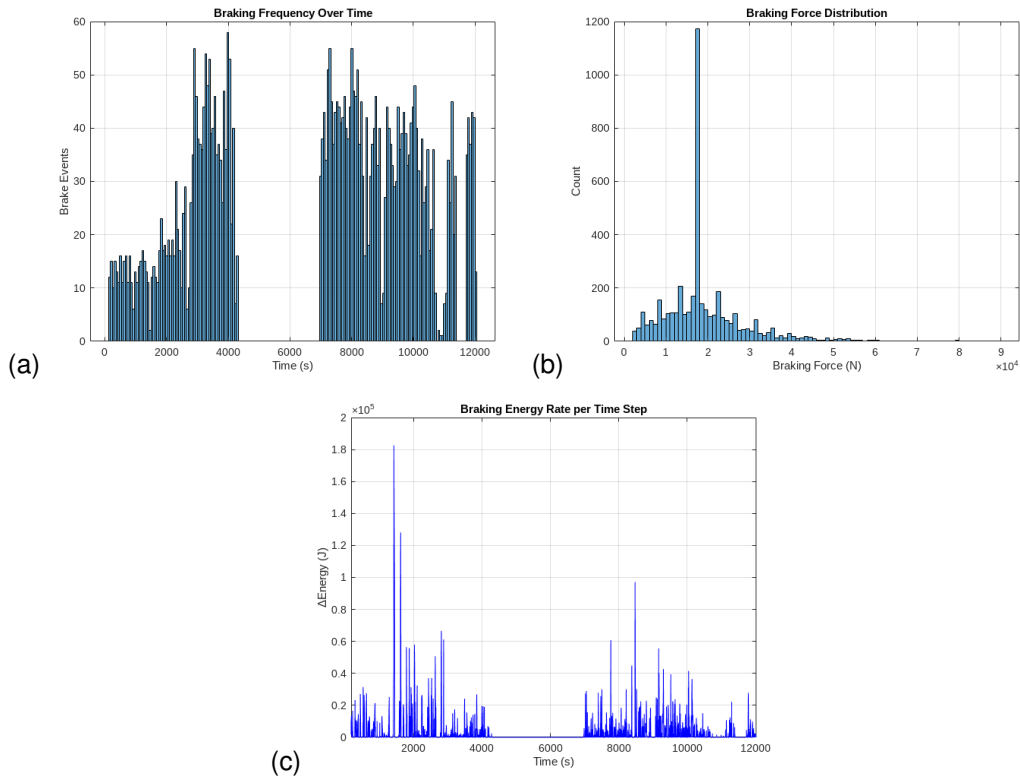 Braking Frequency Over Time
60
50
40
30
20
10
0
Brake Events
0 2000 4000 6000 8000 10000 12000
Time (s)
(a)
Braking Force Distribution
1200
1000
800
600
400
200
0
Count
0 1 2 3 4 5 6 7 8 9
Braking Force (N)
×10⁴
(b)
Braking Energy Rate per Time Step
×10⁵
2
1.8
1.6
1.4
1.2
1
0.8
0.6
0.4
0.2
0
ΔEnergy (J)
2000 4000 6000 8000 10000 12000
Time (s)
(c)